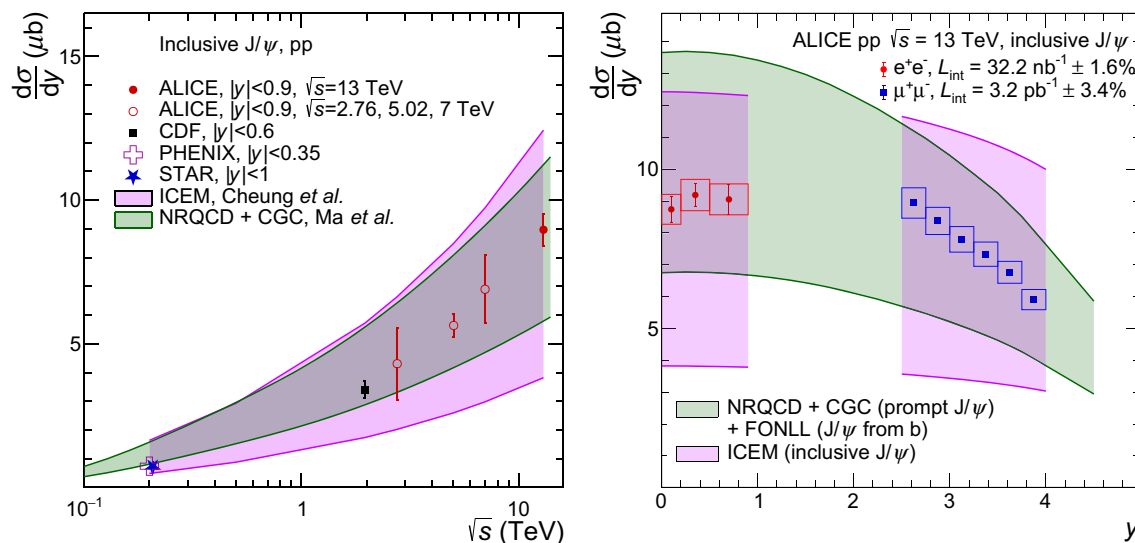 dσ/dy (μb)
15
10
5
Inclusive J/ψ, pp
ALICE, |y|<0.9, √s=13 TeV
ALICE, |y|<0.9, √s=2.76, 5.02, 7 TeV
CDF, |y|<0.6
PHENIX, |y|<0.35
STAR, |y|<1
ICEM, Cheung et al.
NRQCD + CGC, Ma et al.
10⁻¹ 1 10
√s (TeV)
dσ/dy (μb)
10
5
ALICE pp √s = 13 TeV, inclusive J/ψ
e⁺e⁻, L_int = 32.2 nb⁻¹ ± 1.6%
μ⁺μ⁻, L_int = 3.2 pb⁻¹ ± 3.4%
NRQCD + CGC (prompt J/ψ)
+ FONLL (J/ψ from b)
ICEM (inclusive J/ψ)
0 1 2 3 4
y